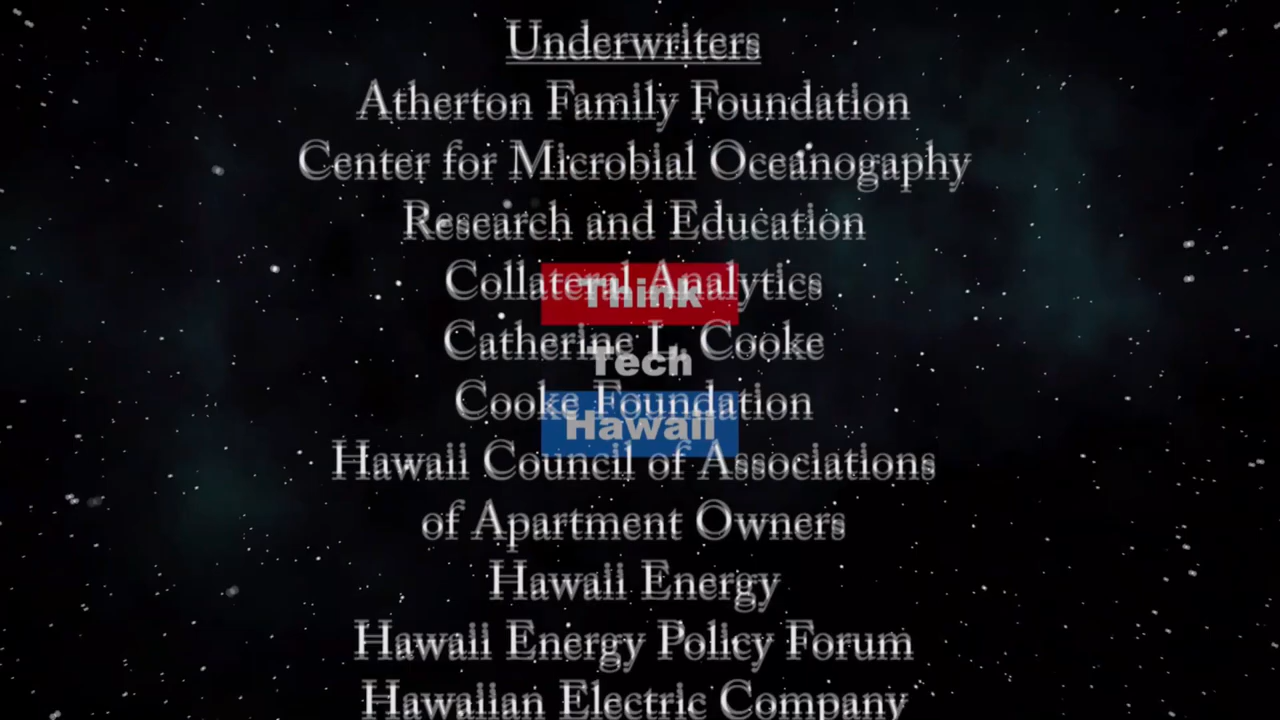 Underwriters
Atherton Family Foundation
Center for Microbial Oceanogaphy
Research and Education
Collateral Analytics
Think
Catherine L. Cooke
Tech
Cooke Foundation
Hawaii
Hawaii Council of Associations
of Apartment Owners
Hawaii Energy
Hawaii Energy Policy Forum
Hawaiian Electric Company